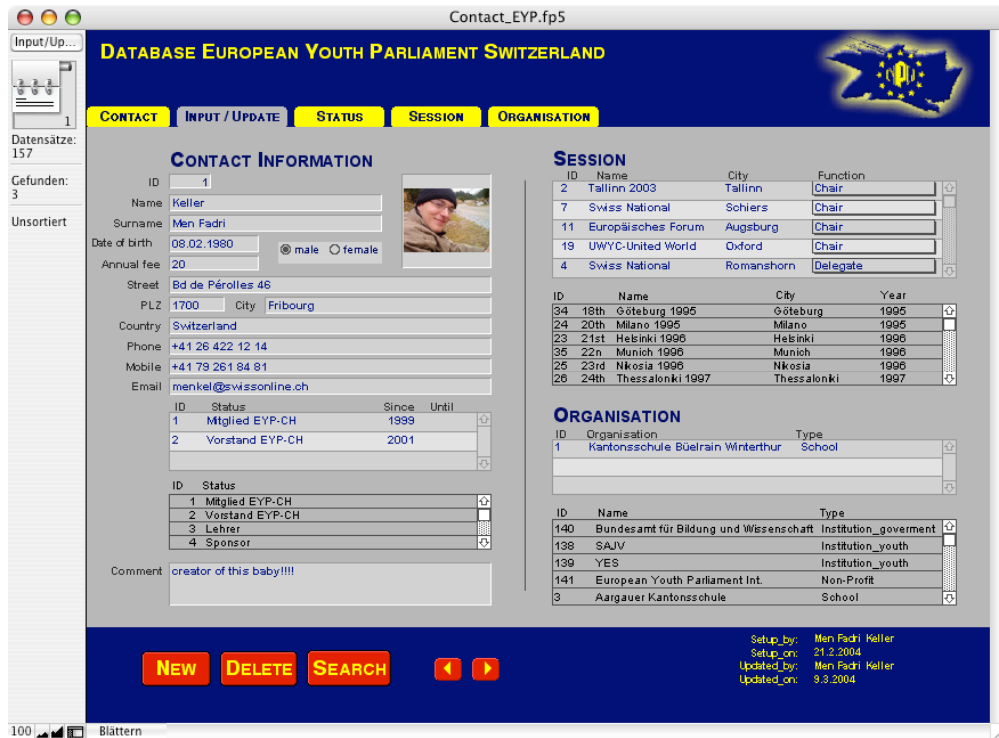 Contact_EYP.fp5
Input/Up...
1
Datensätze:
157
Gefunden:
3
Unsortiert
DATABASE EUROPEAN YOUTH PARLIAMENT SWITZERLAND
CONTACT INPUT / UPDATE STATUS SESSION ORGANISATION
CONTACT INFORMATION
ID 1
Name Keller
Surname Men Fadri
Date of birth 08.02.1980 male female
Annual fee 20
Street Bd de Pérolles 46
PLZ 1700 City Fribourg
Country Switzerland
Phone +41 26 422 12 14
Mobile +41 79 261 84 81
Email menkel@swissonline.ch
ID Status Since Until
1 Mitglied EYP-CH 1999
2 Vorstand EYP-CH 2001
ID Status
1 Mitglied EYP-CH
2 Vorstand EYP-CH
3 Lehrer
4 Sponsor
Comment creator of this baby!!!!
SESSION
ID Name City Function
2 Tallinn 2003 Tallinn Chair
7 Swiss National Schiers Chair
11 Europäisches Forum Augsburg Chair
19 UWYC-United World Oxford Chair
4 Swiss National Romanshorn Delegate
ID Name City Year
34 18th Göteburg 1995 Göteburg 1995
24 20th Milano 1995 Milano 1995
23 21st Helsinki 1996 Helsinki 1996
35 22n Munich 1996 Munich 1996
25 23rd Nikosia 1996 Nikosia 1996
26 24th Thessaloniki 1997 Thessaloniki 1997
ORGANISATION
ID Organisation Type
1 Kantonsschule Büelrain Winterthur School
ID Name Type
140 Bundesamt für Bildung und Wissenschaft Institution_goverment
138 SAJV Institution_youth
139 YES Institution_youth
141 European Youth Parliament Int. Non-Profit
3 Aargauer Kantonsschule School
NEW DELETE SEARCH
Setup_by: Men Fadri Keller
Setup_on: 21.2.2004
Updated_by: Men Fadri Keller
Updated_on: 9.3.2004
100 Blättern